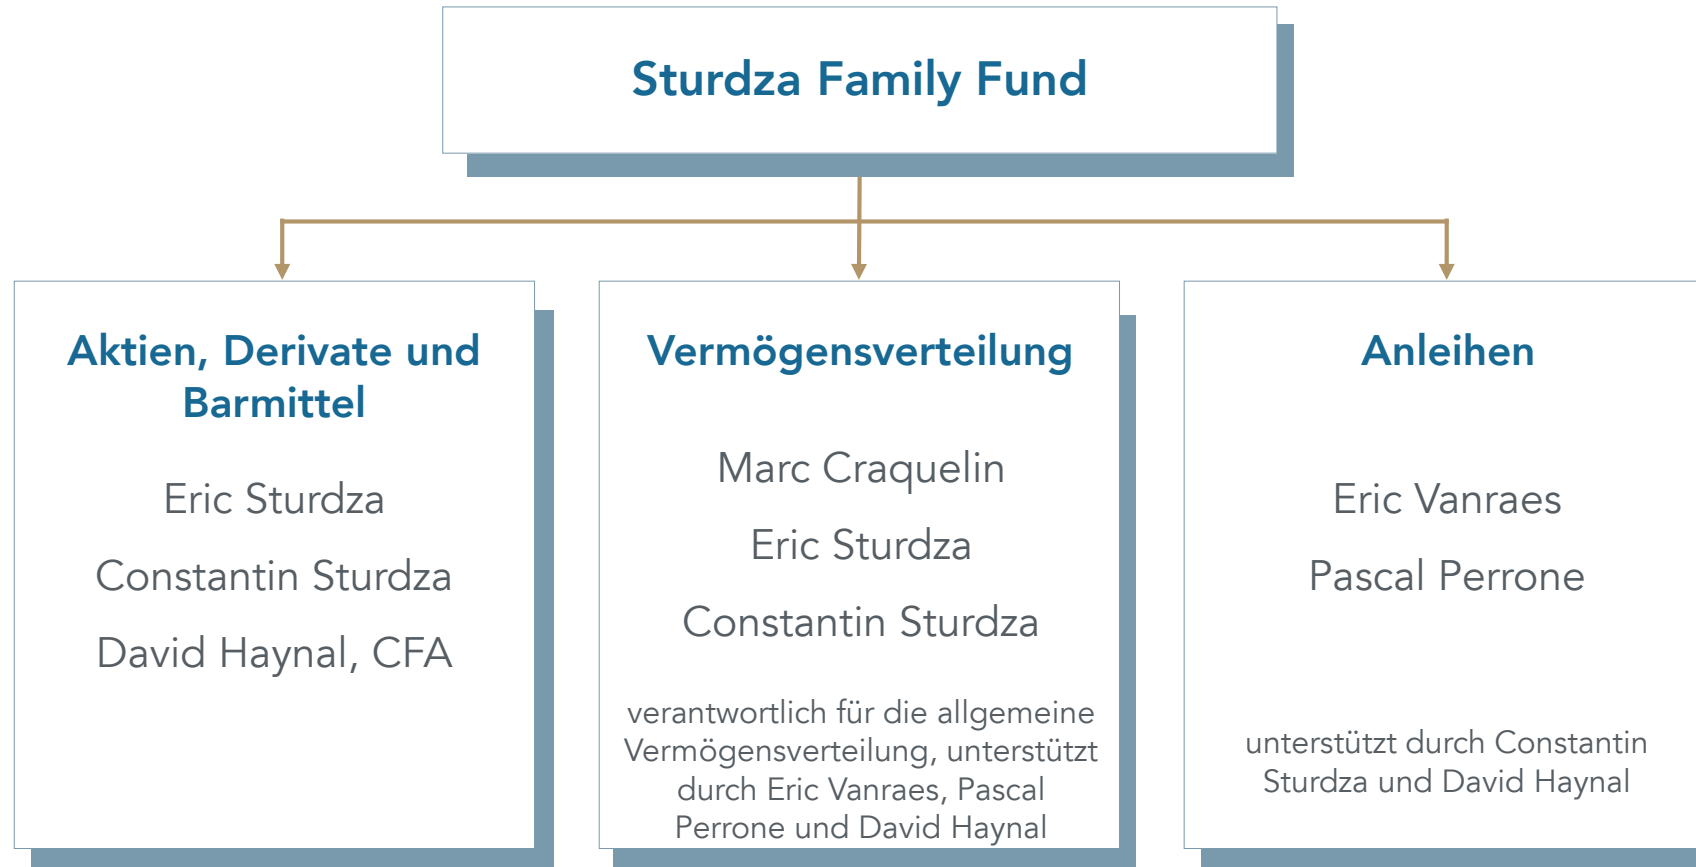 Sturdza Family Fund
Aktien, Derivate und
Barmittel
Eric Sturdza
Constantin Sturdza
David Haynal, CFA
Vermögensverteilung
Marc Craquelin
Eric Sturdza
Constantin Sturdza
verantwortlich für die allgemeine
Vermögensverteilung, unterstützt
durch Eric Vanraes, Pascal
Perrone und David Haynal
Anleihen
Eric Vanraes
Pascal Perrone
unterstützt durch Constantin
Sturdza und David Haynal